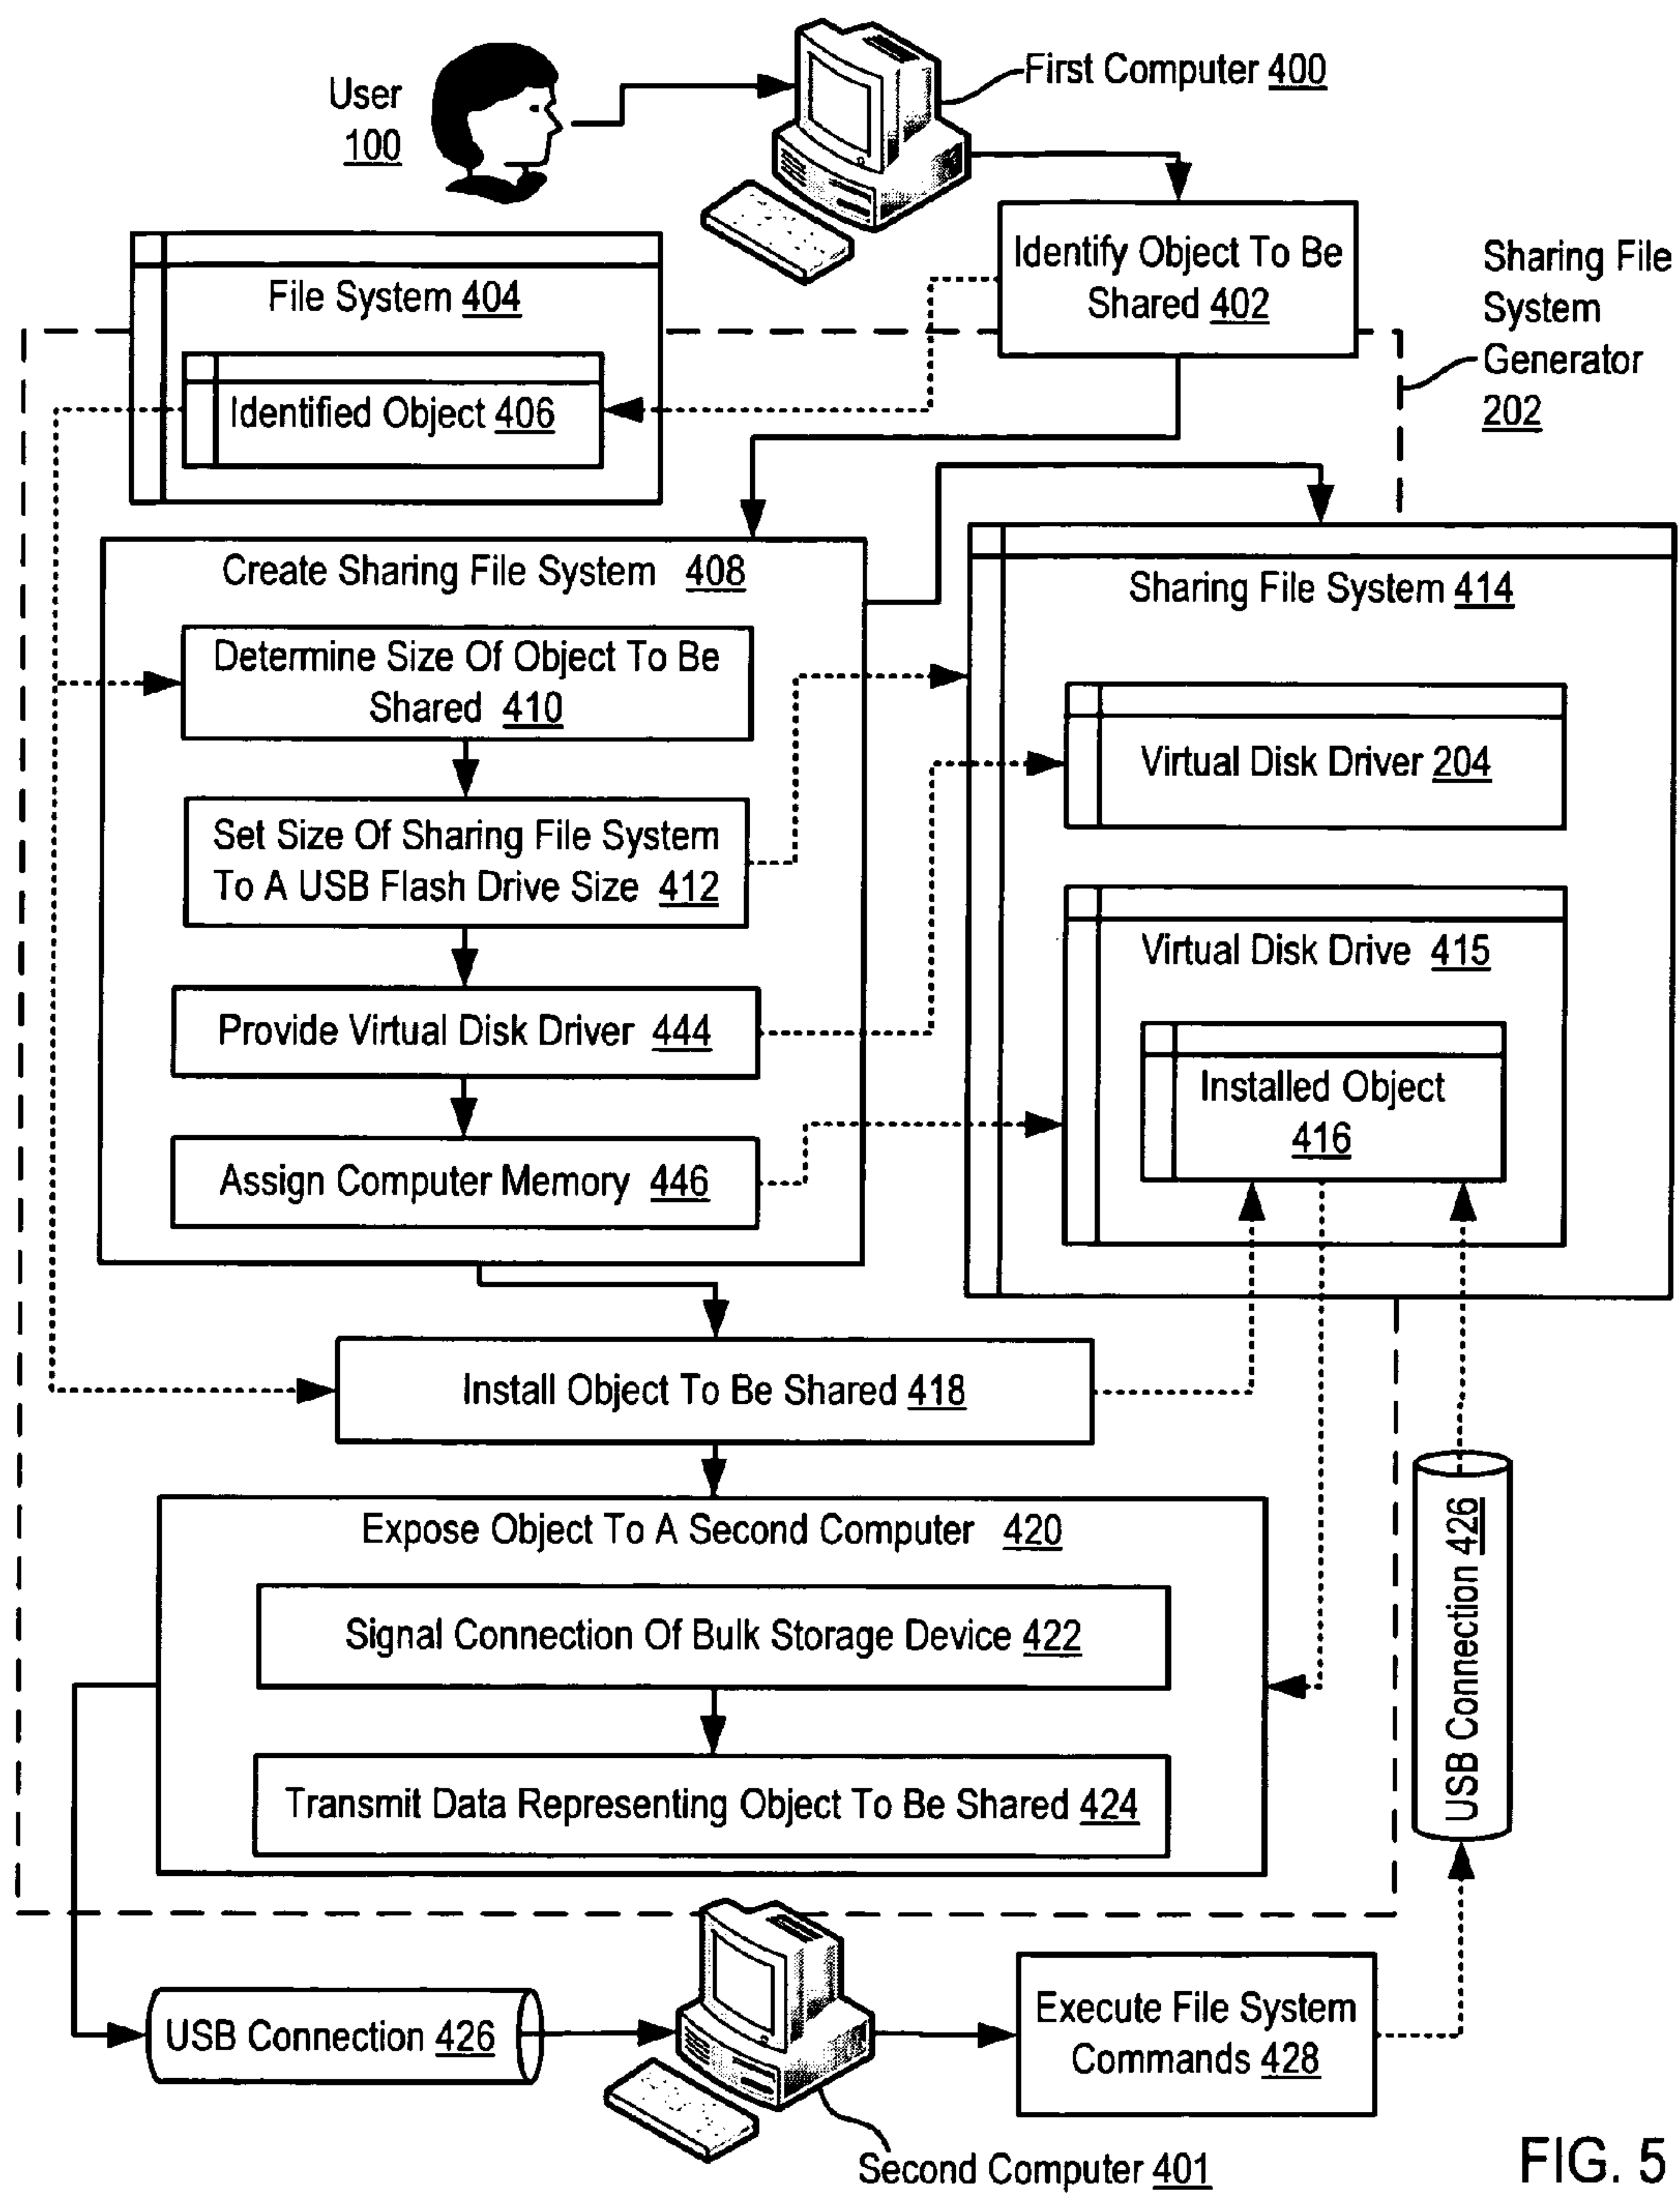 User
100
First Computer 400
Identify Object To Be
Shared 402
Sharing File
System
Generator
202
File System 404
Identified Object 406
Create Sharing File System 408
Determine Size Of Object To Be
Shared 410
Set Size Of Sharing File System
To A USB Flash Drive Size 412
Provide Virtual Disk Driver 444
Assign Computer Memory 446
Sharing File System 414
Virtual Disk Driver 204
Virtual Disk Drive 415
Installed Object
416
Install Object To Be Shared 418
Expose Object To A Second Computer 420
Signal Connection Of Bulk Storage Device 422
Transmit Data Representing Object To Be Shared 424
USB Connection 426
USB Connection 426
Execute File System
Commands 428
Second Computer 401
FIG. 5